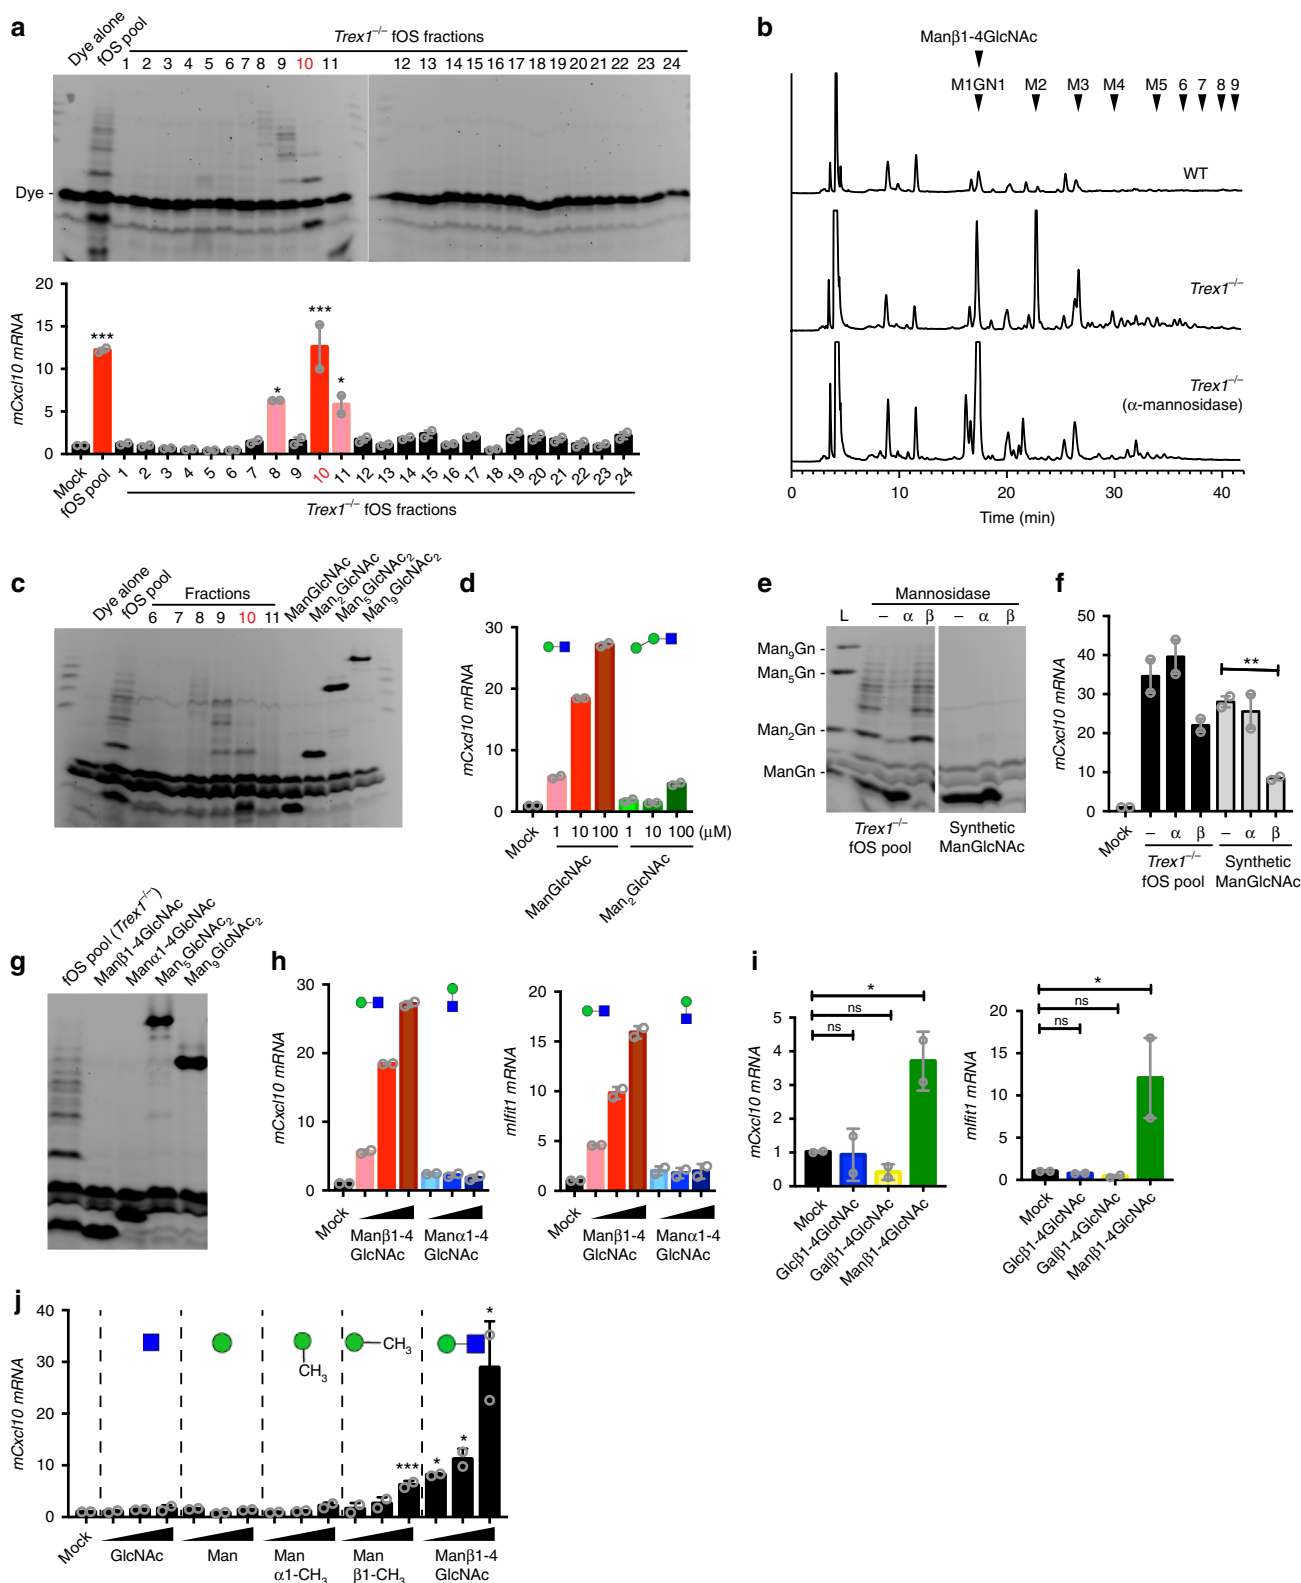 a
Dye alone
fOS pool
Trex1–/– fOS fractions
1 2 3 4 5 6 7 8 9 10 11 12 13 14 15 16 17 18 19 20 21 22 23 24
Dye -
mCxcl10 mRNA
20
15
10
5
0
***
*
***
*
Mock
fOS pool
1 2 3 4 5 6 7 8 9 10 11 12 13 14 15 16 17 18 19 20 21 22 23 24
Trex1–/– fOS fractions
b
Manβ1-4GlcNAc
M1GN1 M2 M3 M4 M5 6 7 8 9
WT
Trex1–/–
Trex1–/–
(α-mannosidase)
0 10 20 30 40
Time (min)
c
Dye alone
fOS pool
Fractions
6 7 8 9 10 11
ManGlcNAc
Man2GlcNAc
Man5GlcNAc2
Man9GlcNAc2
d
mCxcl10 mRNA
30
20
10
0
Mock
1 10 100 1 10 100 (μM)
ManGlcNAc
Man2GlcNAc
e
Mannosidase
L – α β – α β
Man9Gn -
Man5Gn -
Man2Gn -
ManGn -
Trex1–/–
fOS pool
Synthetic
ManGlcNAc
f
mCxcl10 mRNA
50
40
30
20
10
0
**
Mock
– α β – α β
Trex1–/–
fOS pool
Synthetic
ManGlcNAc
g
fOS pool (Trex1–/–)
Manβ1-4GlcNAc
Manα1-4GlcNAc
Man5GlcNAc2
Man9GlcNAc2
h
mCxcl10 mRNA
30
20
10
0
Mock
Manβ1-4
GlcNAc
Manα1-4
GlcNAc
mIfit1 mRNA
20
15
10
5
0
Mock
Manβ1-4
GlcNAc
Manα1-4
GlcNAc
i
mCxcl10 mRNA
5
4
3
2
1
0
*
ns
ns
Mock
Glcβ1-4GlcNAc
Galβ1-4GlcNAc
Manβ1-4GlcNAc
mIfit1 mRNA
20
15
10
5
0
*
ns
ns
Mock
Glcβ1-4GlcNAc
Galβ1-4GlcNAc
Manβ1-4GlcNAc
j
mCxcl10 mRNA
40
30
20
10
0
CH3
CH3
***
*
*
*
Mock
GlcNAc
Man
Man
α1-CH3
Man
β1-CH3
Manβ1-4
GlcNAc